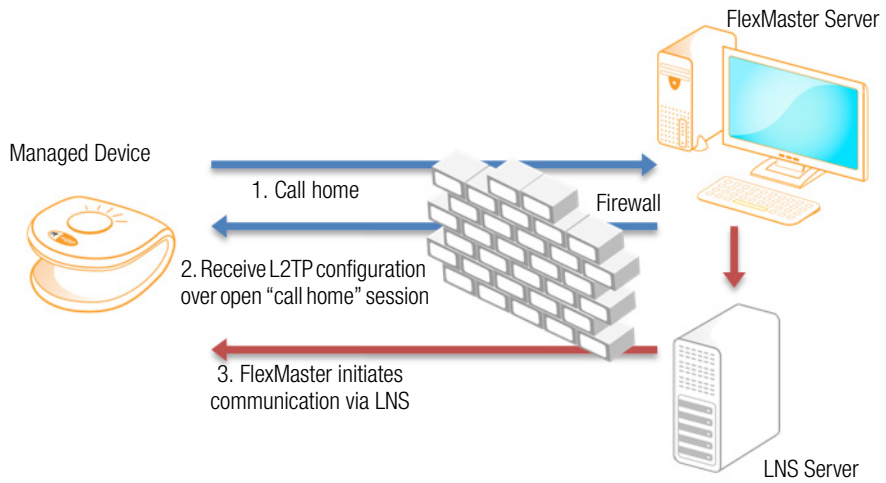 FlexMaster Server
Managed Device
1. Call home
Firewall
2. Receive L2TP configuration
over open “call home” session
3. FlexMaster initiates
communication via LNS
LNS Server